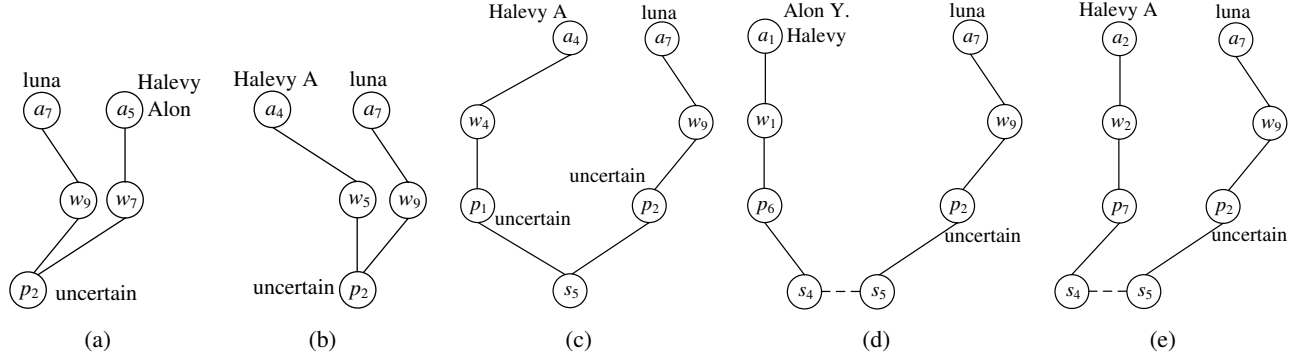 luna
Halevy
Alon
a7
a5
w9
w7
p2
uncertain
(a)
Halevy A
luna
a4
a7
w5
w9
uncertain
p2
(b)
Halevy A
luna
a4
a7
w4
w9
uncertain
p1
uncertain
p2
s5
(c)
Alon Y.
Halevy
luna
a1
a7
w1
w9
p6
p2
uncertain
s4
s5
(d)
Halevy A
luna
a2
a7
w2
w9
p7
p2
uncertain
s4
s5
(e)